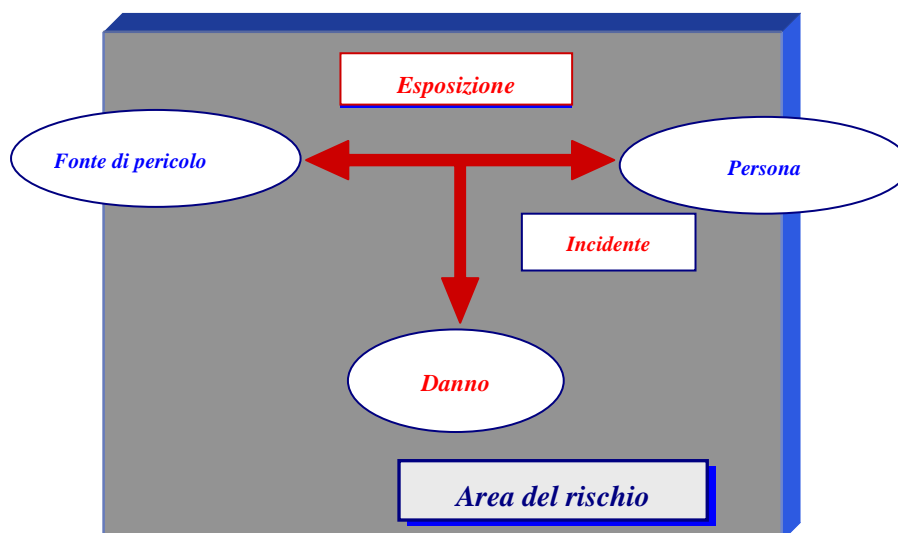 Esposizione
Fonte di pericolo
Persona
Incidente
Danno
Area del rischio